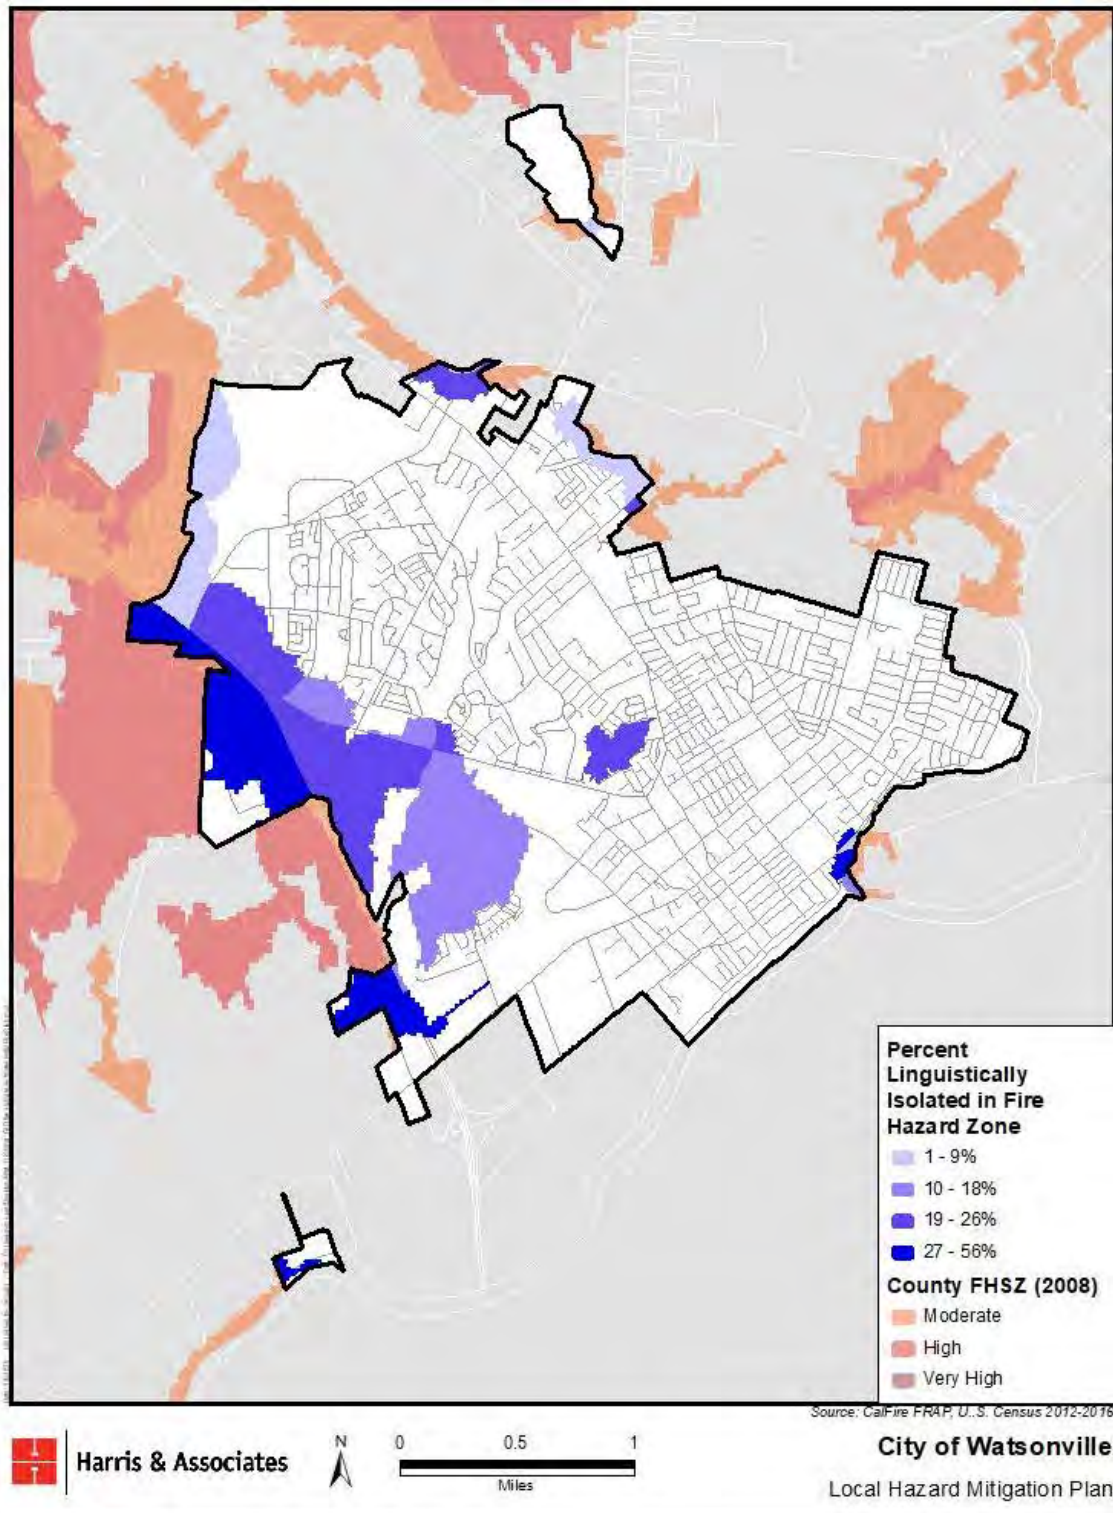 Percent
Linguistically
Isolated in Fire
Hazard Zone
1 - 9%
10 - 18%
19 - 26%
27 - 56%
County FHSZ (2008)
Moderate
High
Very High
Source: CalFire FRAP, U..S. Census 2012-2016
Harris & Associates
N
0 0.5 1
Miles
City of Watsonville
Local Hazard Mitigation Plan